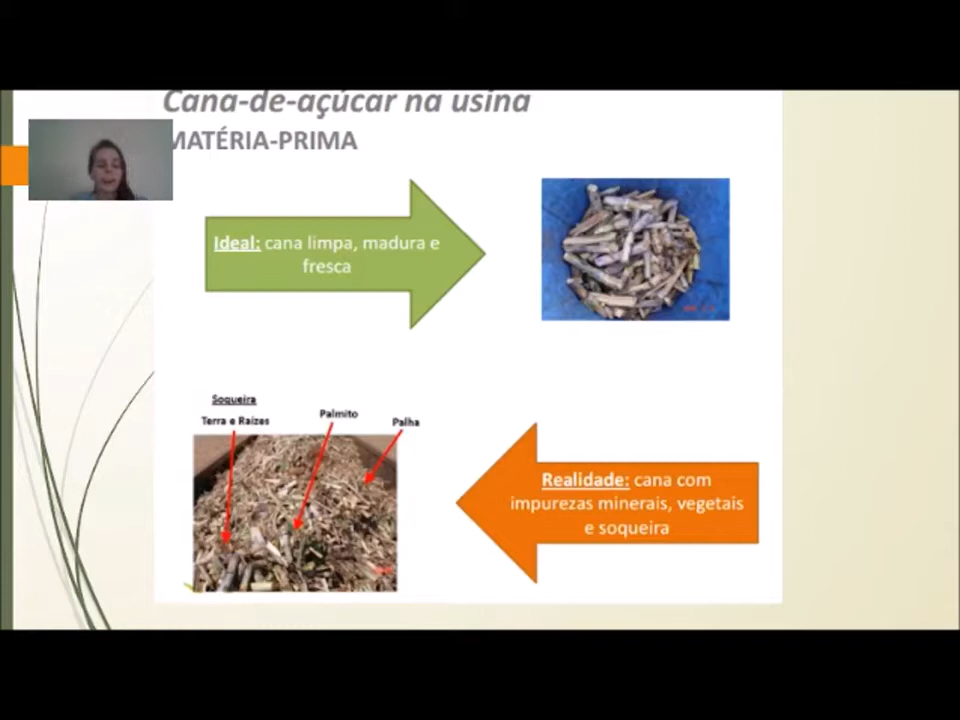 Cana-de-açúcar na usina
MATÉRIA-PRIMA
Ideal: cana limpa, madura e
fresca
Soqueira
Terra e Raízes
Palmito
Palha
Realidade: cana com
impurezas minerais, vegetais
e soqueira